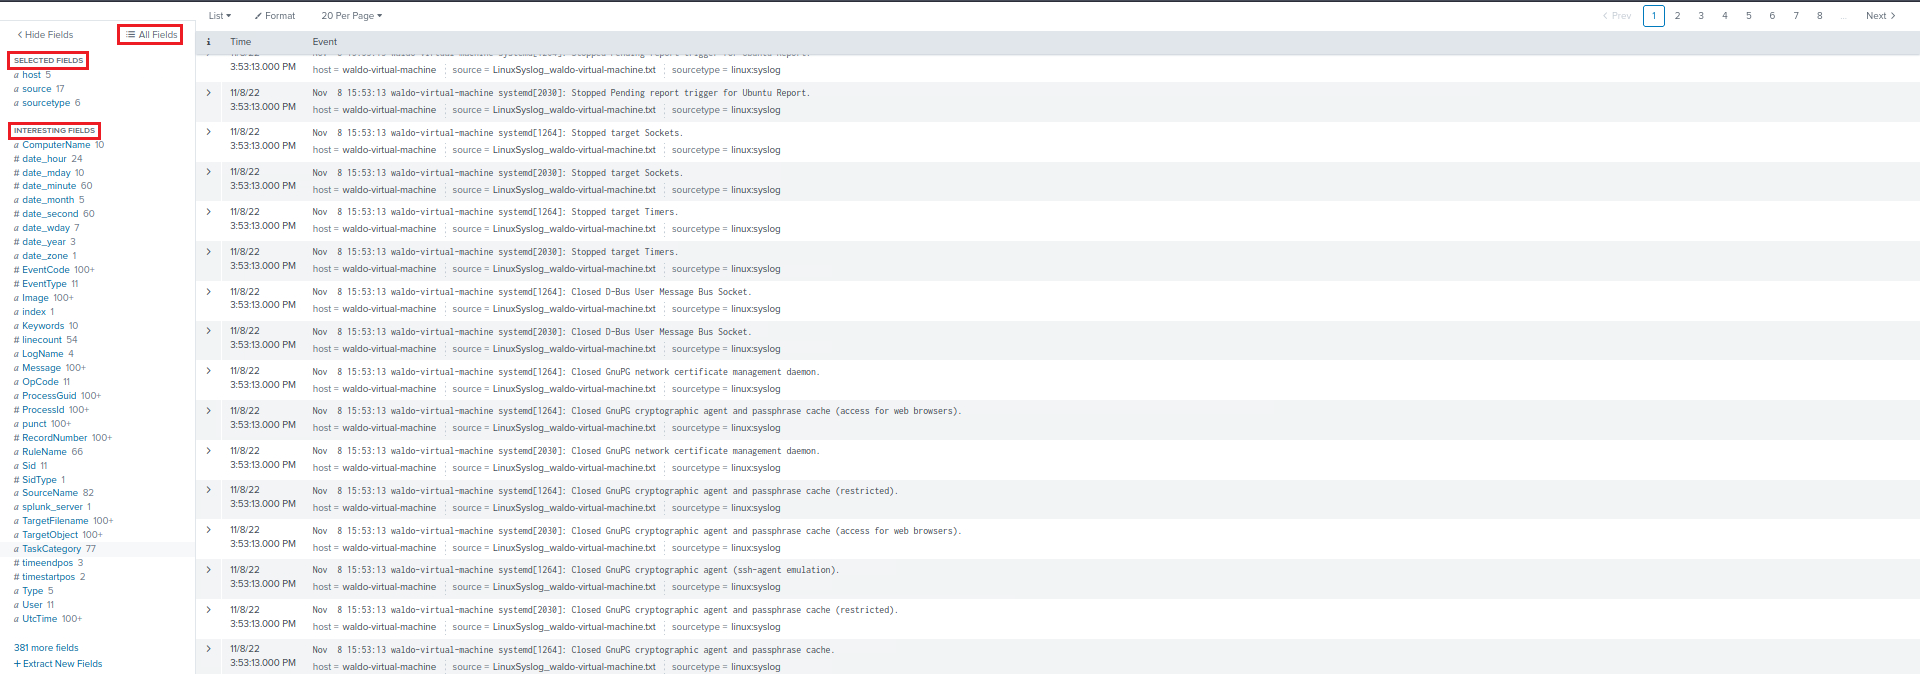 List ▾ Format 20 Per Page ▾ < Prev 1 2 3 4 5 6 7 8 ... Next >
< Hide Fields All Fields
SELECTED FIELDS
a host 5
a source 17
a sourcetype 6
INTERESTING FIELDS
a ComputerName 10
# date_hour 24
# date_mday 10
# date_minute 60
a date_month 5
# date_second 60
a date_wday 7
# date_year 3
a date_zone 1
# EventCode 100+
# EventType 11
a Image 100+
a index 1
a Keywords 10
# linecount 54
a LogName 4
a Message 100+
a OpCode 11
a ProcessGuid 100+
# ProcessId 100+
a punct 100+
# RecordNumber 100+
a RuleName 66
a Sid 11
# SidType 1
a SourceName 82
a splunk_server 1
a TargetFilename 100+
a TargetObject 100+
a TaskCategory 77
# timeendpos 3
# timestartpos 2
a Type 5
a User 11
a UtcTime 100+
381 more fields
+ Extract New Fields
i Time Event
3:53:13.000 PM
host = waldo-virtual-machine source = LinuxSyslog_waldo-virtual-machine.txt sourcetype = linux:syslog
11/8/22 Nov 8 15:53:13 waldo-virtual-machine systemd[2030]: Stopped Pending report trigger for Ubuntu Report.
3:53:13.000 PM
host = waldo-virtual-machine source = LinuxSyslog_waldo-virtual-machine.txt sourcetype = linux:syslog
11/8/22 Nov 8 15:53:13 waldo-virtual-machine systemd[1264]: Stopped target Sockets.
3:53:13.000 PM
host = waldo-virtual-machine source = LinuxSyslog_waldo-virtual-machine.txt sourcetype = linux:syslog
11/8/22 Nov 8 15:53:13 waldo-virtual-machine systemd[2030]: Stopped target Sockets.
3:53:13.000 PM
host = waldo-virtual-machine source = LinuxSyslog_waldo-virtual-machine.txt sourcetype = linux:syslog
11/8/22 Nov 8 15:53:13 waldo-virtual-machine systemd[1264]: Stopped target Timers.
3:53:13.000 PM
host = waldo-virtual-machine source = LinuxSyslog_waldo-virtual-machine.txt sourcetype = linux:syslog
11/8/22 Nov 8 15:53:13 waldo-virtual-machine systemd[2030]: Stopped target Timers.
3:53:13.000 PM
host = waldo-virtual-machine source = LinuxSyslog_waldo-virtual-machine.txt sourcetype = linux:syslog
11/8/22 Nov 8 15:53:13 waldo-virtual-machine systemd[1264]: Closed D-Bus User Message Bus Socket.
3:53:13.000 PM
host = waldo-virtual-machine source = LinuxSyslog_waldo-virtual-machine.txt sourcetype = linux:syslog
11/8/22 Nov 8 15:53:13 waldo-virtual-machine systemd[2030]: Closed D-Bus User Message Bus Socket.
3:53:13.000 PM
host = waldo-virtual-machine source = LinuxSyslog_waldo-virtual-machine.txt sourcetype = linux:syslog
11/8/22 Nov 8 15:53:13 waldo-virtual-machine systemd[1264]: Closed GnuPG network certificate management daemon.
3:53:13.000 PM
host = waldo-virtual-machine source = LinuxSyslog_waldo-virtual-machine.txt sourcetype = linux:syslog
11/8/22 Nov 8 15:53:13 waldo-virtual-machine systemd[1264]: Closed GnuPG cryptographic agent and passphrase cache (access for web browsers).
3:53:13.000 PM
host = waldo-virtual-machine source = LinuxSyslog_waldo-virtual-machine.txt sourcetype = linux:syslog
11/8/22 Nov 8 15:53:13 waldo-virtual-machine systemd[2030]: Closed GnuPG network certificate management daemon.
3:53:13.000 PM
host = waldo-virtual-machine source = LinuxSyslog_waldo-virtual-machine.txt sourcetype = linux:syslog
11/8/22 Nov 8 15:53:13 waldo-virtual-machine systemd[1264]: Closed GnuPG cryptographic agent and passphrase cache (restricted).
3:53:13.000 PM
host = waldo-virtual-machine source = LinuxSyslog_waldo-virtual-machine.txt sourcetype = linux:syslog
11/8/22 Nov 8 15:53:13 waldo-virtual-machine systemd[2030]: Closed GnuPG cryptographic agent and passphrase cache (access for web browsers).
3:53:13.000 PM
host = waldo-virtual-machine source = LinuxSyslog_waldo-virtual-machine.txt sourcetype = linux:syslog
11/8/22 Nov 8 15:53:13 waldo-virtual-machine systemd[1264]: Closed GnuPG cryptographic agent (ssh-agent emulation).
3:53:13.000 PM
host = waldo-virtual-machine source = LinuxSyslog_waldo-virtual-machine.txt sourcetype = linux:syslog
11/8/22 Nov 8 15:53:13 waldo-virtual-machine systemd[2030]: Closed GnuPG cryptographic agent and passphrase cache (restricted).
3:53:13.000 PM
host = waldo-virtual-machine source = LinuxSyslog_waldo-virtual-machine.txt sourcetype = linux:syslog
11/8/22 Nov 8 15:53:13 waldo-virtual-machine systemd[1264]: Closed GnuPG cryptographic agent and passphrase cache.
3:53:13.000 PM
host = waldo-virtual-machine source = LinuxSyslog_waldo-virtual-machine.txt sourcetype = linux:syslog